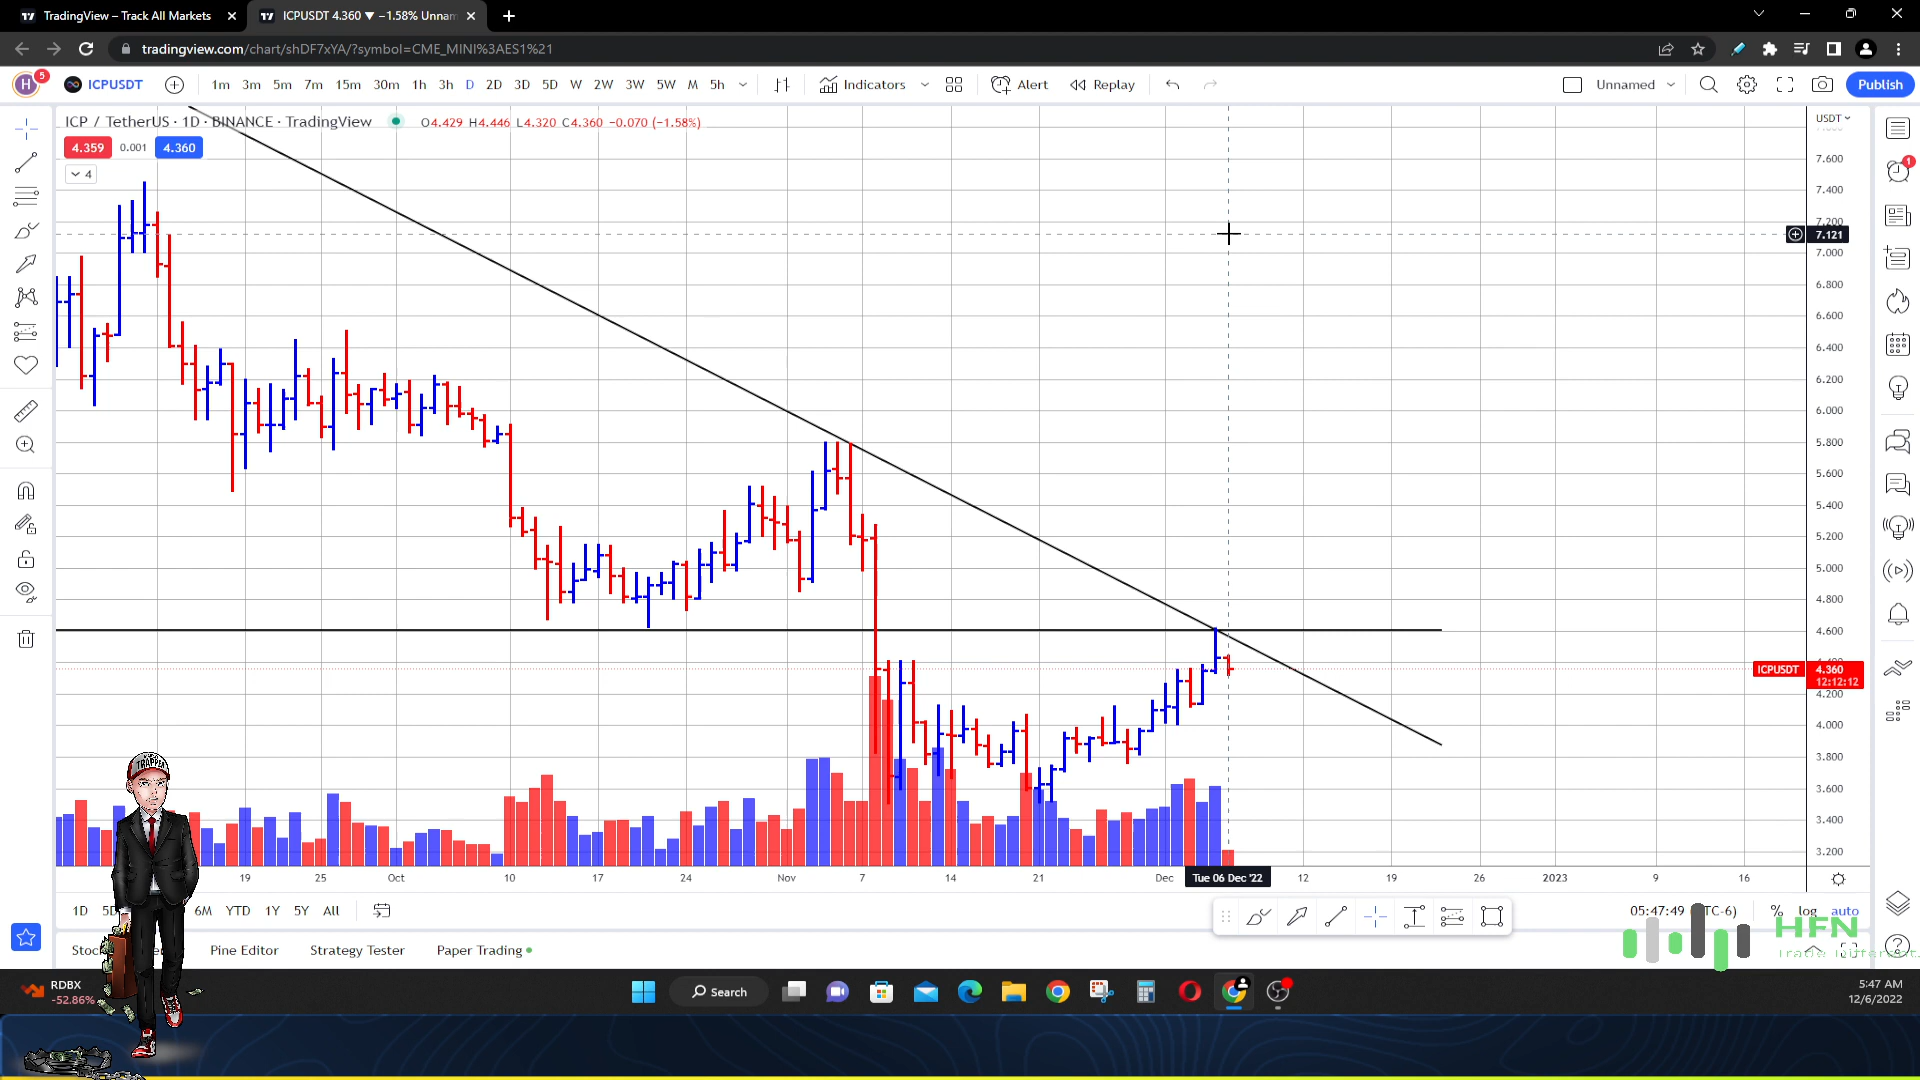 TradingView – Track All Markets
ICPUSDT 4.360 ▼ −1.58% Unnam
tradingview.com/chart/shDF7xYA/?symbol=CME_MINI%3AES1%21
H 5 ICPUSDT 1m 3m 5m 7m 15m 30m 1h 3h D 2D 3D 5D W 2W 3W 5W M 5h Indicators Alert Replay Unnamed Publish
ICP / TetherUS · 1D · BINANCE · TradingView O4.429 H4.446 L4.320 C4.360 −0.070 (−1.58%)
USDT
4.359 0.001 4.360
4
7.600
7.400
7.200
7.121
7.000
6.800
6.600
6.400
6.200
6.000
5.800
5.600
5.400
5.200
5.000
4.800
4.600
ICPUSDT 4.360
12:12:12
4.200
4.000
3.800
3.600
3.400
3.200
1
TRAPPER
19 25 Oct 10 17 24 Nov 7 14 21 Dec Tue 06 Dec '22 12 19 26 2023 9 16
1D 5D 6M YTD 1Y 5Y All
05:47:49 % log auto
HFN
Pine Editor Strategy Tester Paper Trading
RDBX
-52.86%
Search
5:47 AM
12/6/2022